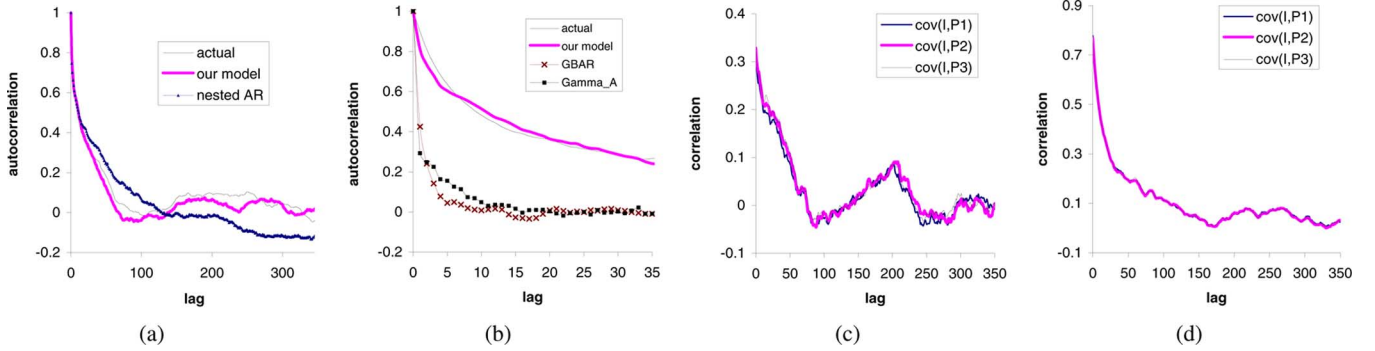 1
0.8
0.6
0.4
0.2
0
-0.2
autocorrelation
actual
our model
nested AR
0 100 200 300
lag
(a)
1
0.8
0.6
0.4
0.2
0
-0.2
autocorrelation
actual
our model
GBAR
Gamma_A
0 5 10 15 20 25 30 35
lag
(b)
0.4
0.3
0.2
0.1
0
-0.1
correlation
cov(I,P1)
cov(I,P2)
cov(I,P3)
0 50 100 150 200 250 300 350
lag
(c)
0.9
0.7
0.5
0.3
0.1
-0.1
correlation
cov(I,P1)
cov(I,P2)
cov(I,P3)
0 50 100 150 200 250 300 350
lag
(d)